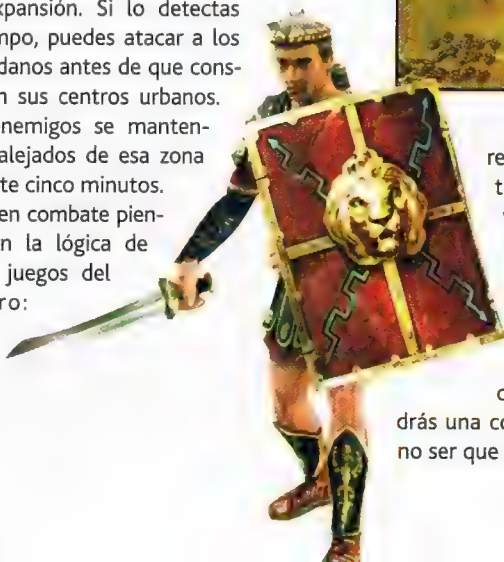 xpansión. Si lo detectas
mpo, puedes atacar a los
danos antes de que cons-
n sus centros urbanos.
nemigos se manten-
alejados de esa zona
te cinco minutos.
en combate pien-
n la lógica de
juegos del
ro:
re
t
drás una co
no ser que